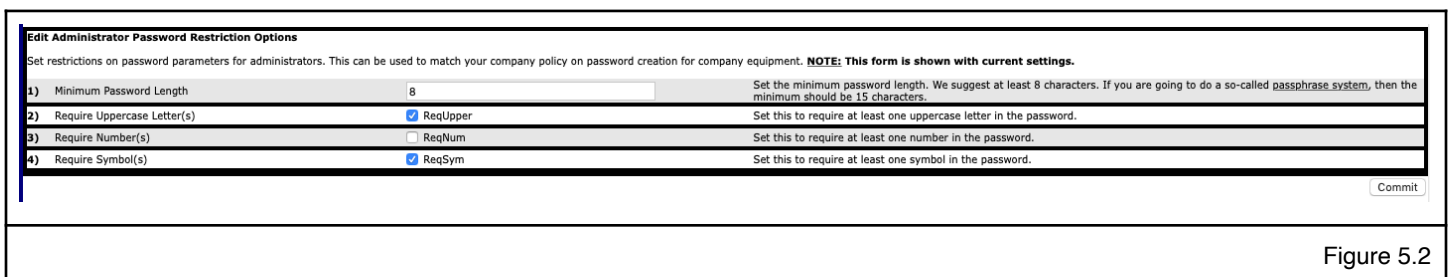 Edit Administrator Password Restriction Options
Set restrictions on password parameters for administrators. This can be used to match your company policy on password creation for company equipment. NOTE: This form is shown with current settings.
1) Minimum Password Length 8 Set the minimum password length. We suggest at least 8 characters. If you are going to do a so-called passphrase system, then the
minimum should be 15 characters.
2) Require Uppercase Letter(s) ReqUpper Set this to require at least one uppercase letter in the password.
3) Require Number(s) ReqNum Set this to require at least one number in the password.
4) Require Symbol(s) ReqSym Set this to require at least one symbol in the password.
Commit
Figure 5.2